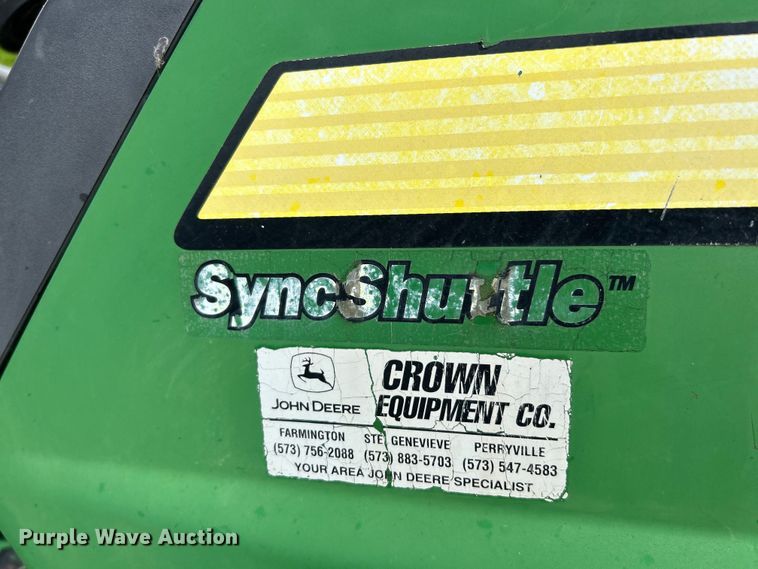 SyncShuttle™
JOHN DEERE
CROWN
EQUIPMENT CO.
FARMINGTON STE. GENEVIEVE PERRYVILLE
(573) 756-2088 (573) 883-5703 (573) 547-4583
YOUR AREA JOHN DEERE SPECIALIST
Purple Wave Auction